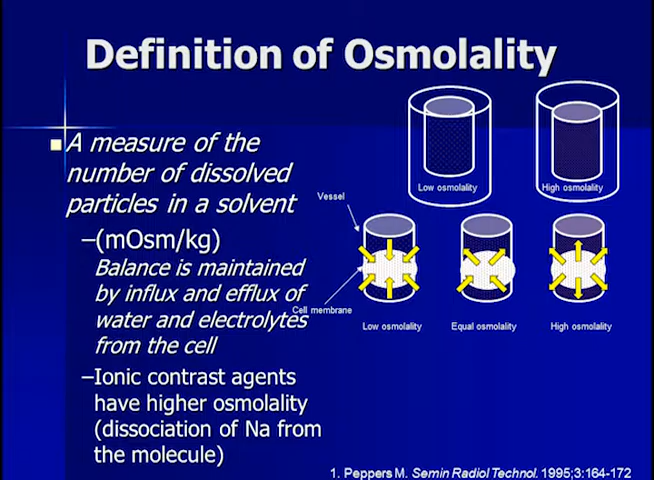 Definition of Osmolality
A measure of the
number of dissolved
particles in a solvent
–(mOsm/kg)
Balance is maintained
by influx and efflux of
water and electrolytes
from the cell
–Ionic contrast agents
have higher osmolality
(dissociation of Na from
the molecule)
Low osmolality
High osmolality
Vessel
Cell membrane
Low osmolality
Equal osmolality
High osmolality
1. Peppers M. Semin Radiol Technol. 1995;3:164-172